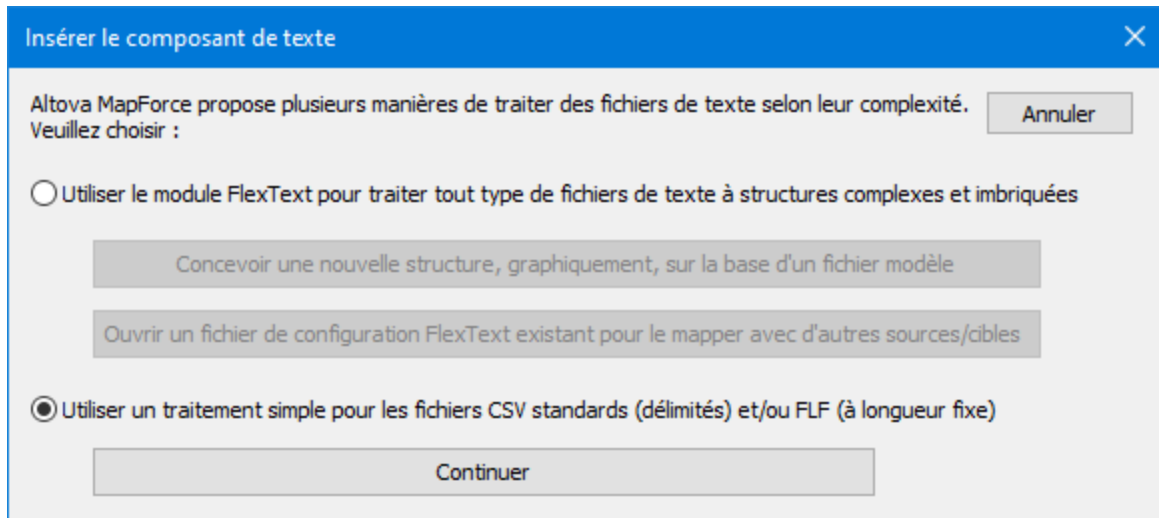 Insérer le composant de texte
Altova MapForce propose plusieurs manières de traiter des fichiers de texte selon leur complexité.
Veuillez choisir :
Annuler
Utiliser le module FlexText pour traiter tout type de fichiers de texte à structures complexes et imbriquées
Concevoir une nouvelle structure, graphiquement, sur la base d'un fichier modèle
Ouvrir un fichier de configuration FlexText existant pour le mapper avec d'autres sources/cibles
Utiliser un traitement simple pour les fichiers CSV standards (délimités) et/ou FLF (à longueur fixe)
Continuer